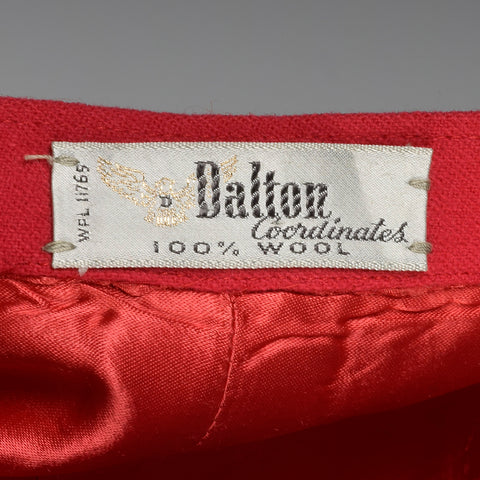 WPL 11765
D
Dalton
Coordinates
100% WOOL